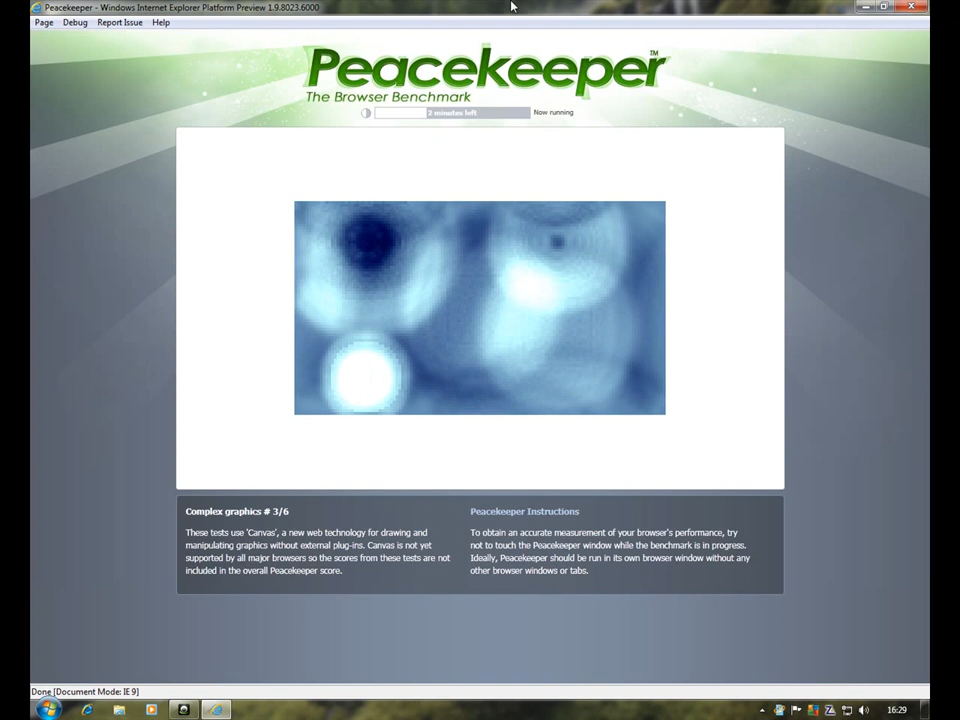 Peacekeeper - Windows Internet Explorer Platform Preview 1.9.8023.6000
Page Debug Report Issue Help
Peacekeeper™
The Browser Benchmark
2 minutes left Now running
Complex graphics # 3/6
These tests use 'Canvas', a new web technology for drawing and
manipulating graphics without external plug-ins. Canvas is not yet
supported by all major browsers so the scores from these tests are not
included in the overall Peacekeeper score.
Peacekeeper Instructions
To obtain an accurate measurement of your browser's performance, try
not to touch the Peacekeeper window while the benchmark is in progress.
Ideally, Peacekeeper should be run in its own browser window without any
other browser windows or tabs.
Done [Document Mode: IE 9]
16:29